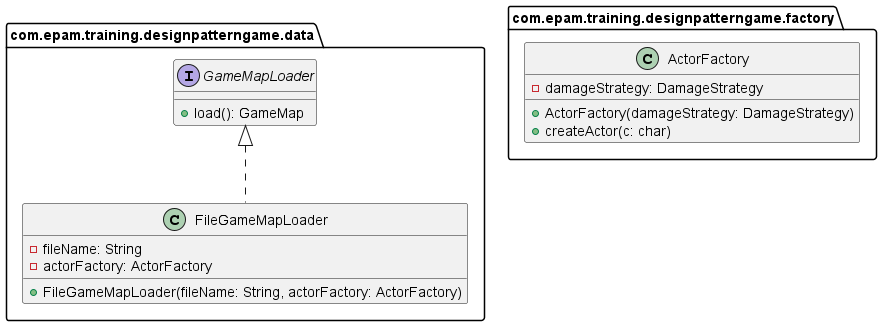 com.epam.training.designpatterngame.data
I GameMapLoader
load(): GameMap
C FileGameMapLoader
fileName: String
actorFactory: ActorFactory
FileGameMapLoader(fileName: String, actorFactory: ActorFactory)
com.epam.training.designpatterngame.factory
C ActorFactory
damageStrategy: DamageStrategy
ActorFactory(damageStrategy: DamageStrategy)
createActor(c: char)